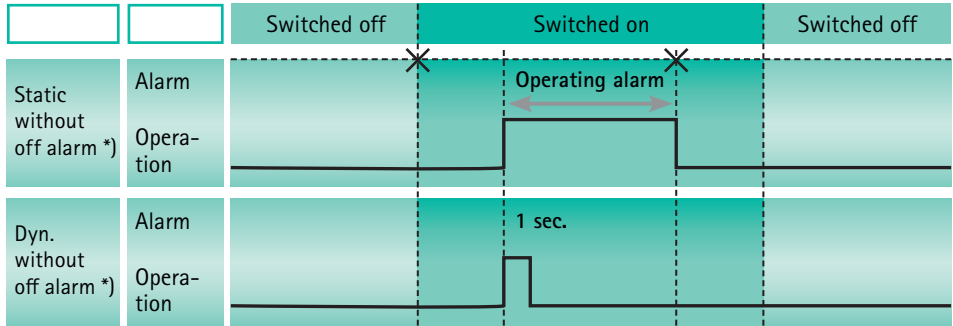 Switched off Switched on Switched off
Operating alarm
Static
without
off alarm *)
Alarm
Opera-
tion
1 sec.
Dyn.
without
off alarm *)
Alarm
Opera-
tion